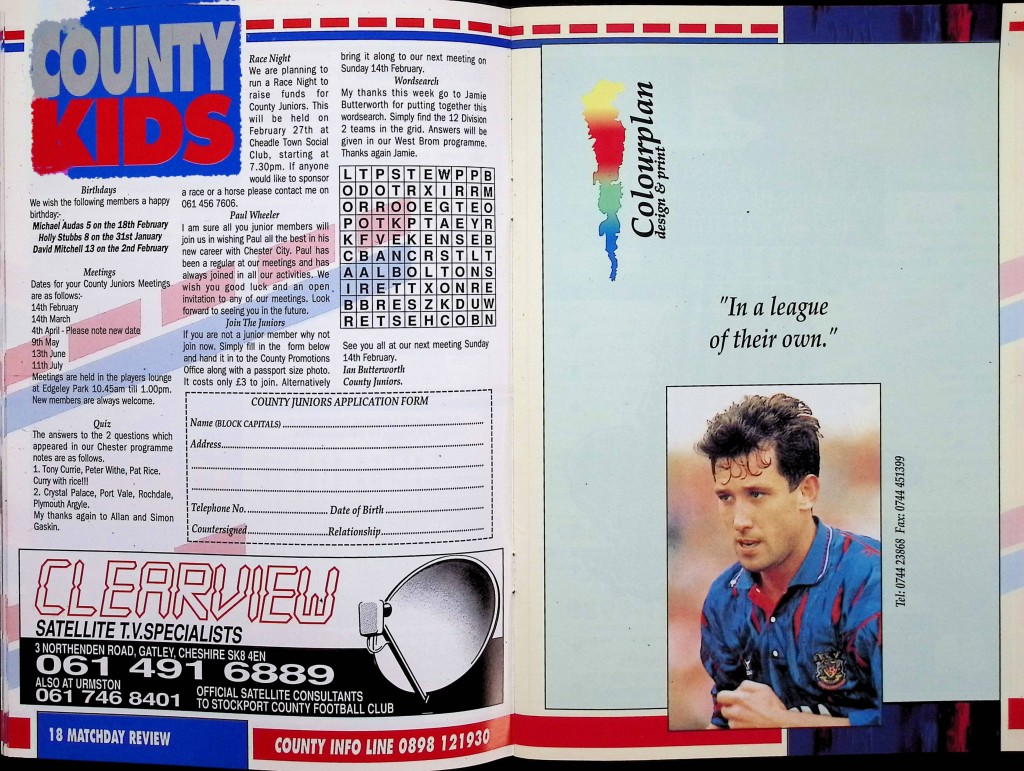 COUNTY
KIDS
Birthdays
We wish the following members a happy
birthday:-
Michael Audas 5 on the 18th February
Holly Stubbs 8 on the 31st January
David Mitchell 13 on the 2nd February
Meetings
Dates for your County Juniors Meetings
are as follows:-
14th February
14th March
4th April - Please note new date
9th May
13th June
11th July
Meetings are held in the players lounge
at Edgeley Park 10.45am till 1.00pm.
New members are always welcome.
Quiz
The answers to the 2 questions which
appeared in our Chester programme
notes are as follows.
1. Tony Currie, Peter Withe, Pat Rice.
Curry with rice!!!
2. Crystal Palace, Port Vale, Rochdale,
Plymouth Argyle.
My thanks again to Allan and Simon
Gaskin.
Race Night
We are planning to
run a Race Night to
raise funds for
County Juniors. This
will be held on
February 27th at
Cheadle Town Social
Club, starting at
7.30pm. If anyone
would like to sponsor
a race or a horse please contact me on
061 456 7606.
Paul Wheeler
I am sure all you junior members will
join us in wishing Paul all the best in his
new career with Chester City. Paul has
been a regular at our meetings and has
always joined in all our activities. We
wish you good luck and an open
invitation to any of our meetings. Look
forward to seeing you in the future.
Join The Juniors
If you are not a junior member why not
join now. Simply fill in the form below
and hand it in to the County Promotions
Office along with a passport size photo.
It costs only £3 to join. Alternatively
bring it along to our next meeting on
Sunday 14th February.
Wordsearch
My thanks this week go to Jamie
Butterworth for putting together this
wordsearch. Simply find the 12 Division
2 teams in the grid. Answers will be
given in our West Brom programme.
Thanks again Jamie.
L T P S T E W P P B
O D O T R X I R R M
O R R O O E G T E O
P O T K P T A E Y R
K F V E K E N S E B
C B A N C R S T L T
A A L B O L T O N S
I R E T T X O N R E
B B R E S Z K D U W
R E T S E H C O B N
See you all at our next meeting Sunday
14th February.
Ian Butterworth
County Juniors.
COUNTY JUNIORS APPLICATION FORM
Name (BLOCK CAPITALS)
Address
Telephone No. Date of Birth
Countersigned Relationship
CLEARVIEW
SATELLITE T.V. SPECIALISTS
3 NORTHENDEN ROAD, GATLEY, CHESHIRE SK8 4EN
061 491 6889
ALSO AT URMSTON
061 746 8401
OFFICIAL SATELLITE CONSULTANTS
TO STOCKPORT COUNTY FOOTBALL CLUB
18 MATCHDAY REVIEW
COUNTY INFO LINE 0898 121930
Colourplan
design & print
"In a league
of their own."
Tel: 0744 23868 Fax: 0744 451399